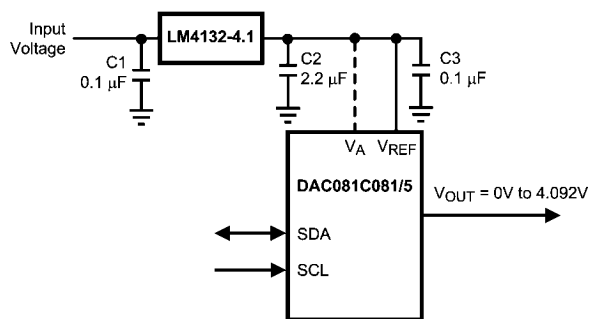 Input
Voltage
LM4132-4.1
C1
0.1 µF
C2
2.2 µF
C3
0.1 µF
VA
VREF
DAC081C081/5
VOUT = 0V to 4.092V
SDA
SCL